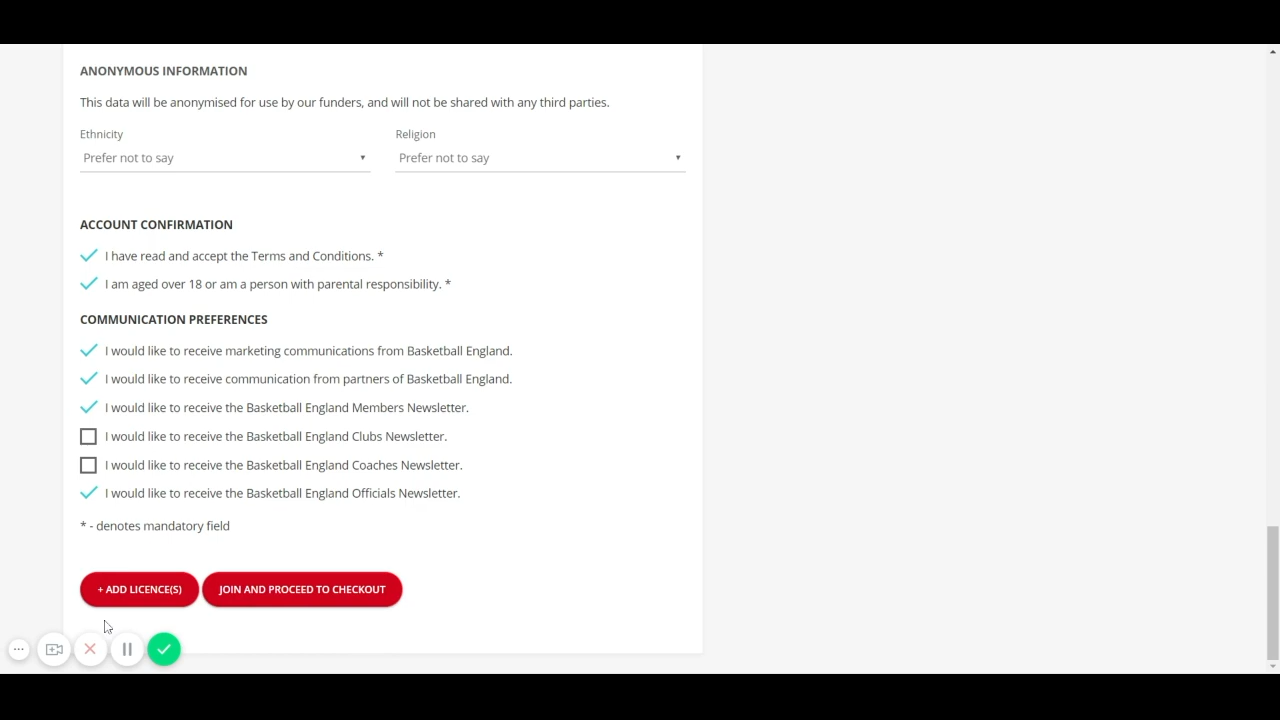 ANONYMOUS INFORMATION
This data will be anonymised for use by our funders, and will not be shared with any third parties.
Ethnicity
Religion
Prefer not to say
Prefer not to say
ACCOUNT CONFIRMATION
I have read and accept the Terms and Conditions. *
I am aged over 18 or am a person with parental responsibility. *
COMMUNICATION PREFERENCES
I would like to receive marketing communications from Basketball England.
I would like to receive communication from partners of Basketball England.
I would like to receive the Basketball England Members Newsletter.
I would like to receive the Basketball England Clubs Newsletter.
I would like to receive the Basketball England Coaches Newsletter.
I would like to receive the Basketball England Officials Newsletter.
* - denotes mandatory field
+ ADD LICENCE(S)
JOIN AND PROCEED TO CHECKOUT